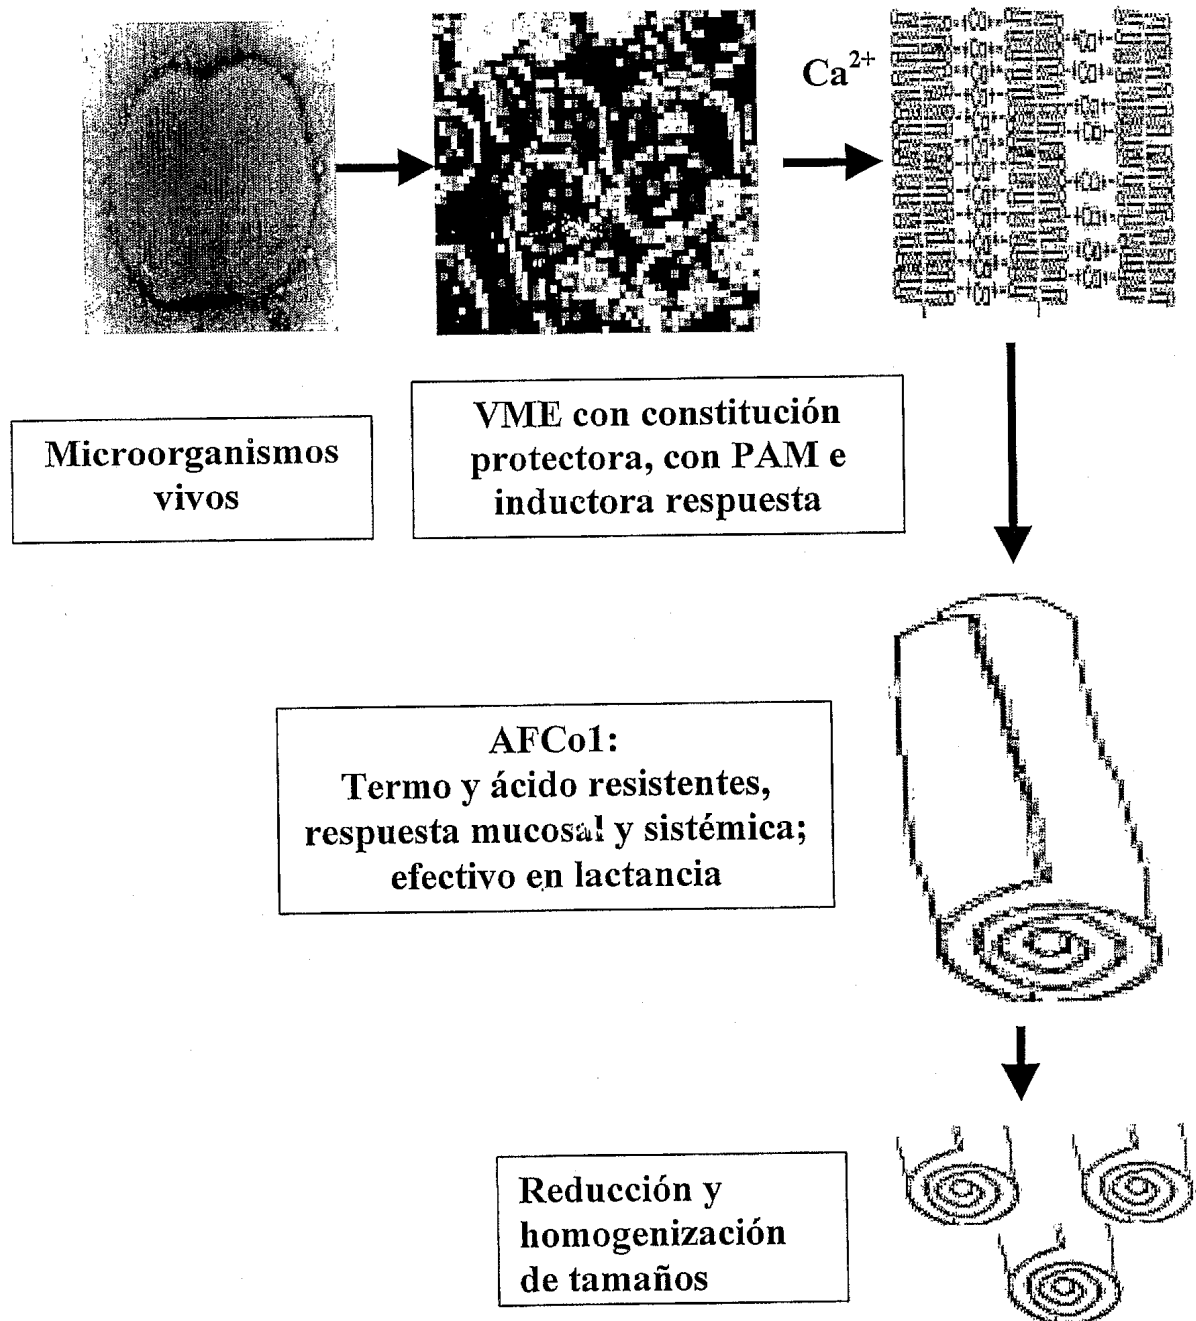 Ca²⁺
Microorganismos
vivos
VME con constitución
protectora, con PAM e
inductora respuesta
AFCo1:
Termo y ácido resistentes,
respuesta mucosal y sistémica;
efectivo en lactancia
Reducción y
homogenización
de tamaños